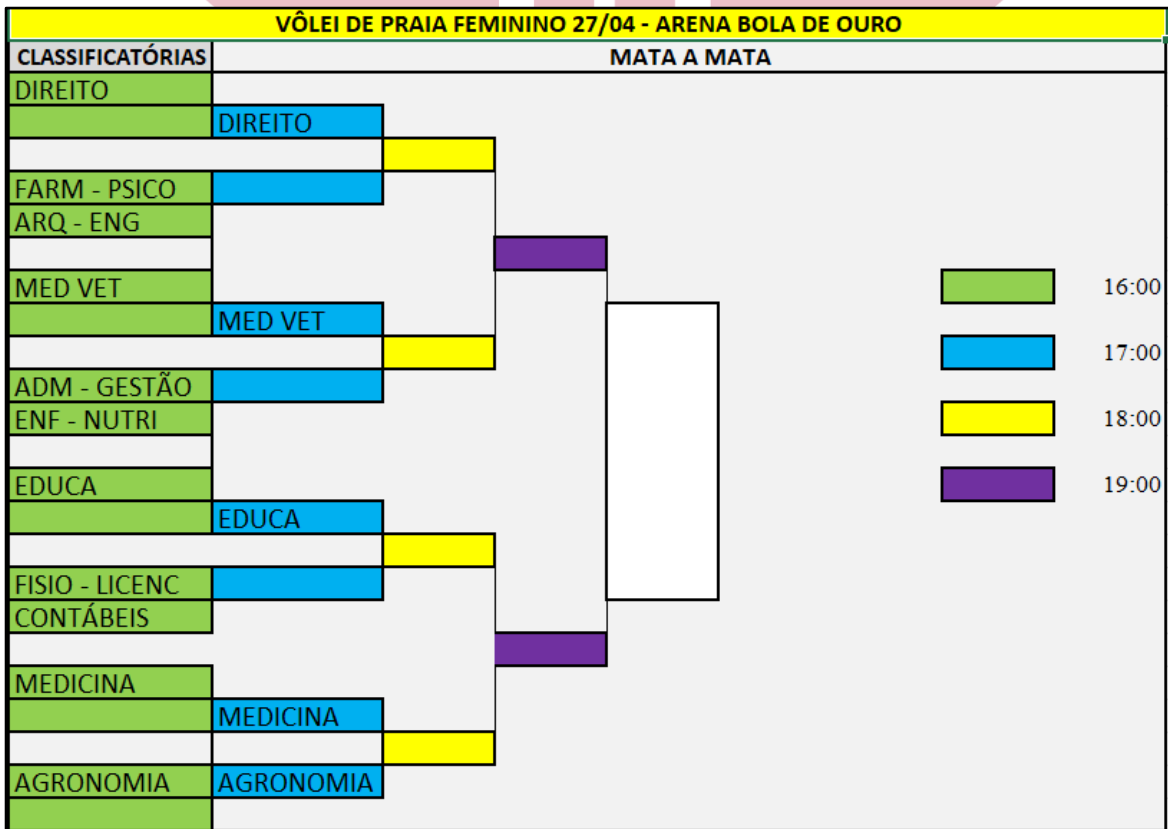 VÔLEI DE PRAIA FEMININO 27/04 - ARENA BOLA DE OURO
CLASSIFICATÓRIAS MATA A MATA
DIREITO
DIREITO
FARM - PSICO
ARQ - ENG
MED VET 16:00
MED VET
17:00
ADM - GESTÃO
ENF - NUTRI 18:00
EDUCA 19:00
EDUCA
FISIO - LICENC
CONTÁBEIS
MEDICINA
MEDICINA
AGRONOMIA AGRONOMIA